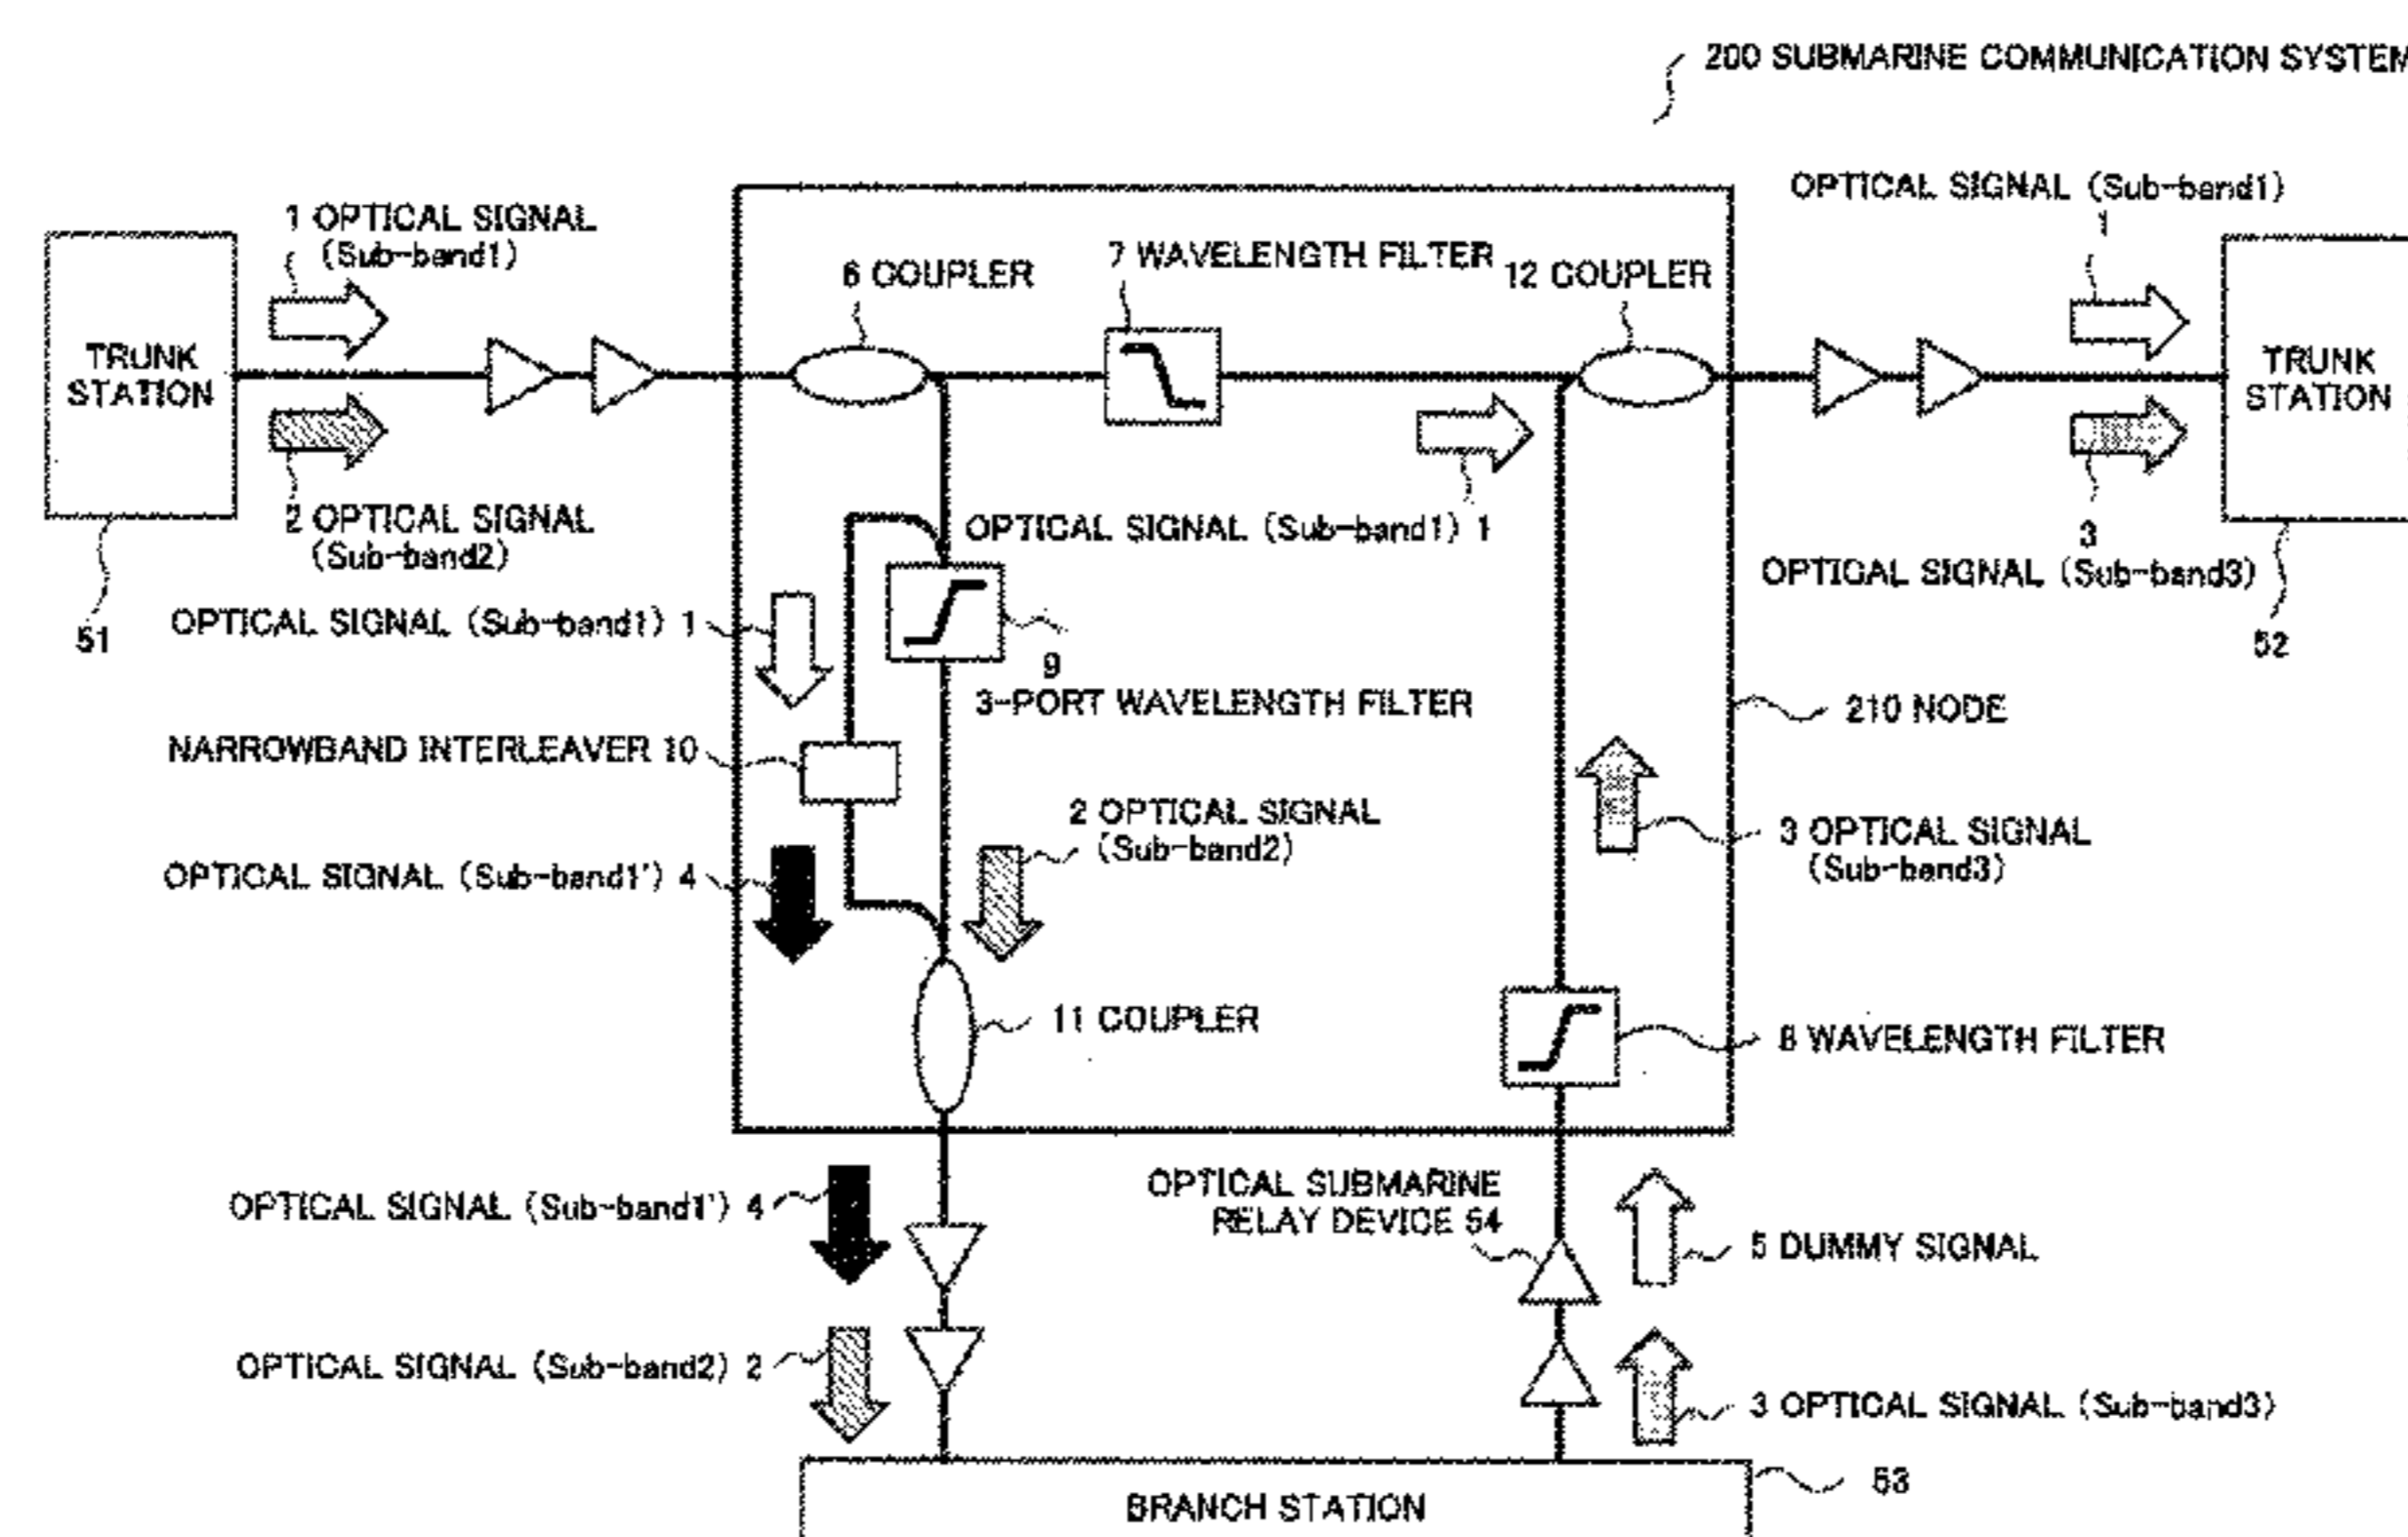 200 SUBMARINE COMMUNICATION SYSTEM
OPTICAL SIGNAL (Sub-band1)
1
1 OPTICAL SIGNAL
(Sub-band1)
6 COUPLER
7 WAVELENGTH FILTER
12 COUPLER
TRUNK
STATION
TRUNK
STATION
2 OPTICAL SIGNAL
(Sub-band2)
OPTICAL SIGNAL (Sub-band1) 1
3
OPTICAL SIGNAL (Sub-band3)
51
52
OPTICAL SIGNAL (Sub-band1) 1
9
3-PORT WAVELENGTH FILTER
210 NODE
NARROWBAND INTERLEAVER 10
2 OPTICAL SIGNAL
(Sub-band2)
3 OPTICAL SIGNAL
(Sub-band3)
OPTICAL SIGNAL (Sub-band1') 4
11 COUPLER
8 WAVELENGTH FILTER
OPTICAL SIGNAL (Sub-band1') 4
OPTICAL SUBMARINE
RELAY DEVICE 54
5 DUMMY SIGNAL
OPTICAL SIGNAL (Sub-band2) 2
3 OPTICAL SIGNAL (Sub-band3)
53
BRANCH STATION